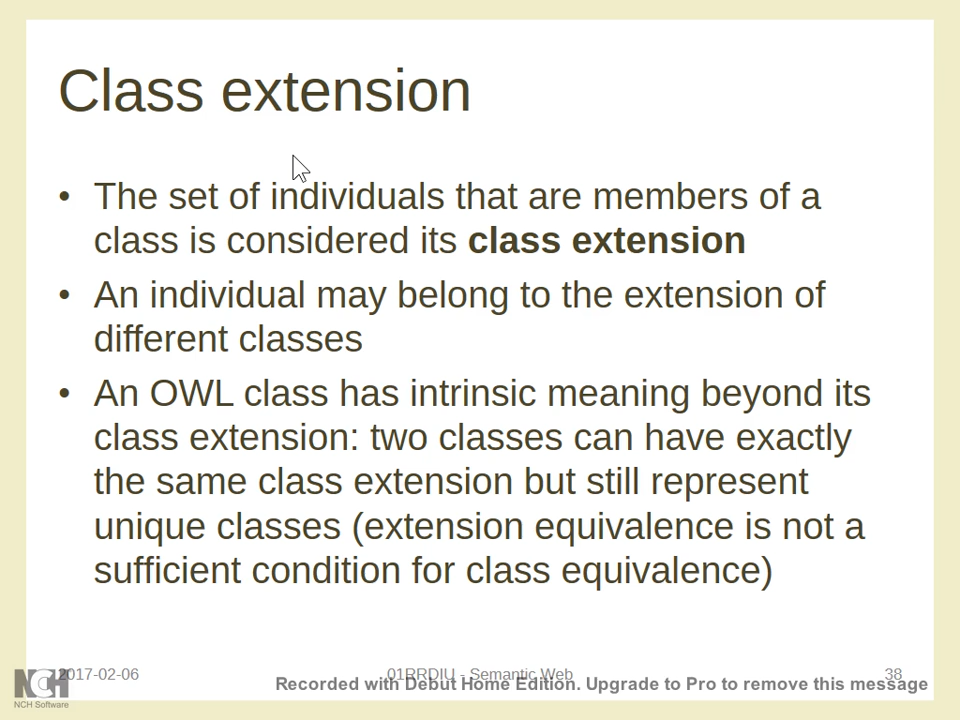 Class extension
• The set of individuals that are members of a
class is considered its class extension
• An individual may belong to the extension of
different classes
• An OWL class has intrinsic meaning beyond its
class extension: two classes can have exactly
the same class extension but still represent
unique classes (extension equivalence is not a
sufficient condition for class equivalence)
2017-02-06
01RRDIU - Semantic Web
38
NCH
NCH Software
Recorded with Debut Home Edition. Upgrade to Pro to remove this message